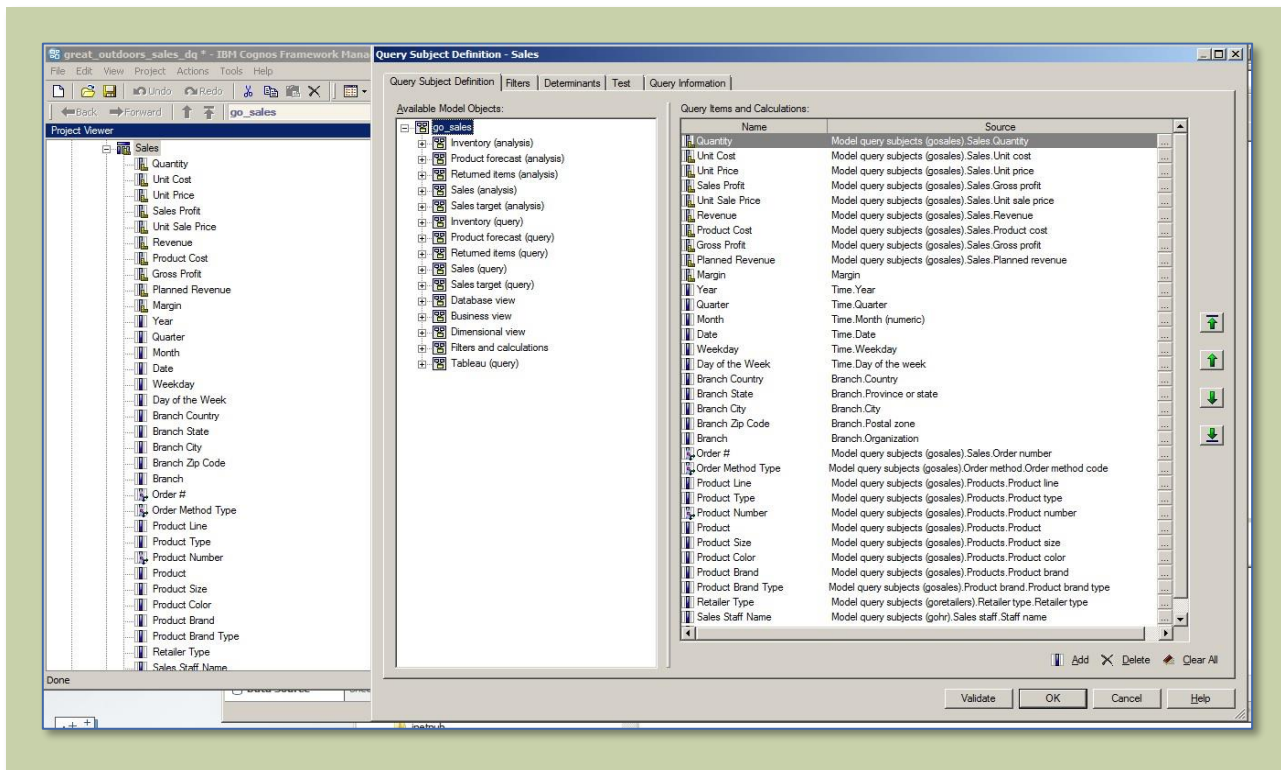 great_outdoors_sales_dq * - IBM Cognos Framework Mana
Query Subject Definition - Sales
File Edit View Project Actions Tools Help
Undo Redo
Back Forward go_sales
Project Viewer
Sales
Quantity
Unit Cost
Unit Price
Sales Profit
Unit Sale Price
Revenue
Product Cost
Gross Profit
Planned Revenue
Margin
Year
Quarter
Month
Date
Weekday
Day of the Week
Branch Country
Branch State
Branch City
Branch Zip Code
Branch
Order #
Order Method Type
Product Line
Product Type
Product Number
Product
Product Size
Product Color
Product Brand
Product Brand Type
Retailer Type
Sales Staff Name
Done
Query Subject Definition Filters Determinants Test Query Information
Available Model Objects:
go_sales
Inventory (analysis)
Product forecast (analysis)
Returned items (analysis)
Sales (analysis)
Sales target (analysis)
Inventory (query)
Product forecast (query)
Returned items (query)
Sales (query)
Sales target (query)
Database view
Business view
Dimensional view
Filters and calculations
Tableau (query)
Query Items and Calculations:
Name Source
Quantity Model query subjects (gosales).Sales.Quantity
Unit Cost Model query subjects (gosales).Sales.Unit cost
Unit Price Model query subjects (gosales).Sales.Unit price
Sales Profit Model query subjects (gosales).Sales.Gross profit
Unit Sale Price Model query subjects (gosales).Sales.Unit sale price
Revenue Model query subjects (gosales).Sales.Revenue
Product Cost Model query subjects (gosales).Sales.Product cost
Gross Profit Model query subjects (gosales).Sales.Gross profit
Planned Revenue Model query subjects (gosales).Sales.Planned revenue
Margin Margin
Year Time.Year
Quarter Time.Quarter
Month Time.Month (numeric)
Date Time.Date
Weekday Time.Weekday
Day of the Week Time.Day of the week
Branch Country Branch.Country
Branch State Branch.Province or state
Branch City Branch.City
Branch Zip Code Branch.Postal zone
Branch Branch.Organization
Order # Model query subjects (gosales).Sales.Order number
Order Method Type Model query subjects (gosales).Order method.Order method code
Product Line Model query subjects (gosales).Products.Product line
Product Type Model query subjects (gosales).Products.Product type
Product Number Model query subjects (gosales).Products.Product number
Product Model query subjects (gosales).Products.Product
Product Size Model query subjects (gosales).Products.Product size
Product Color Model query subjects (gosales).Products.Product color
Product Brand Model query subjects (gosales).Products.Product brand
Product Brand Type Model query subjects (gosales).Product brand.Product brand type
Retailer Type Model query subjects (goretailers).Retailer type.Retailer type
Sales Staff Name Model query subjects (gohr).Sales staff.Staff name
Add Delete Clear All
Validate OK Cancel Help